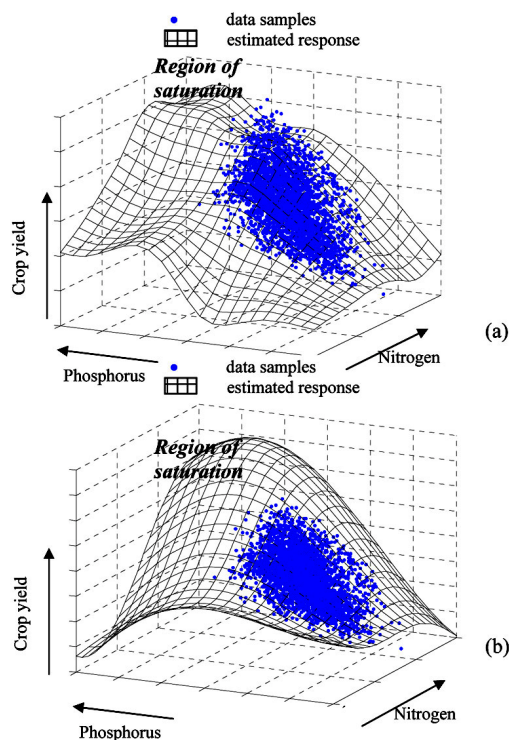 data samples
estimated response
Region of
saturation
Crop yield
Phosphorus
Nitrogen
(a)
data samples
estimated response
Region of
saturation
Crop yield
Phosphorus
Nitrogen
(b)